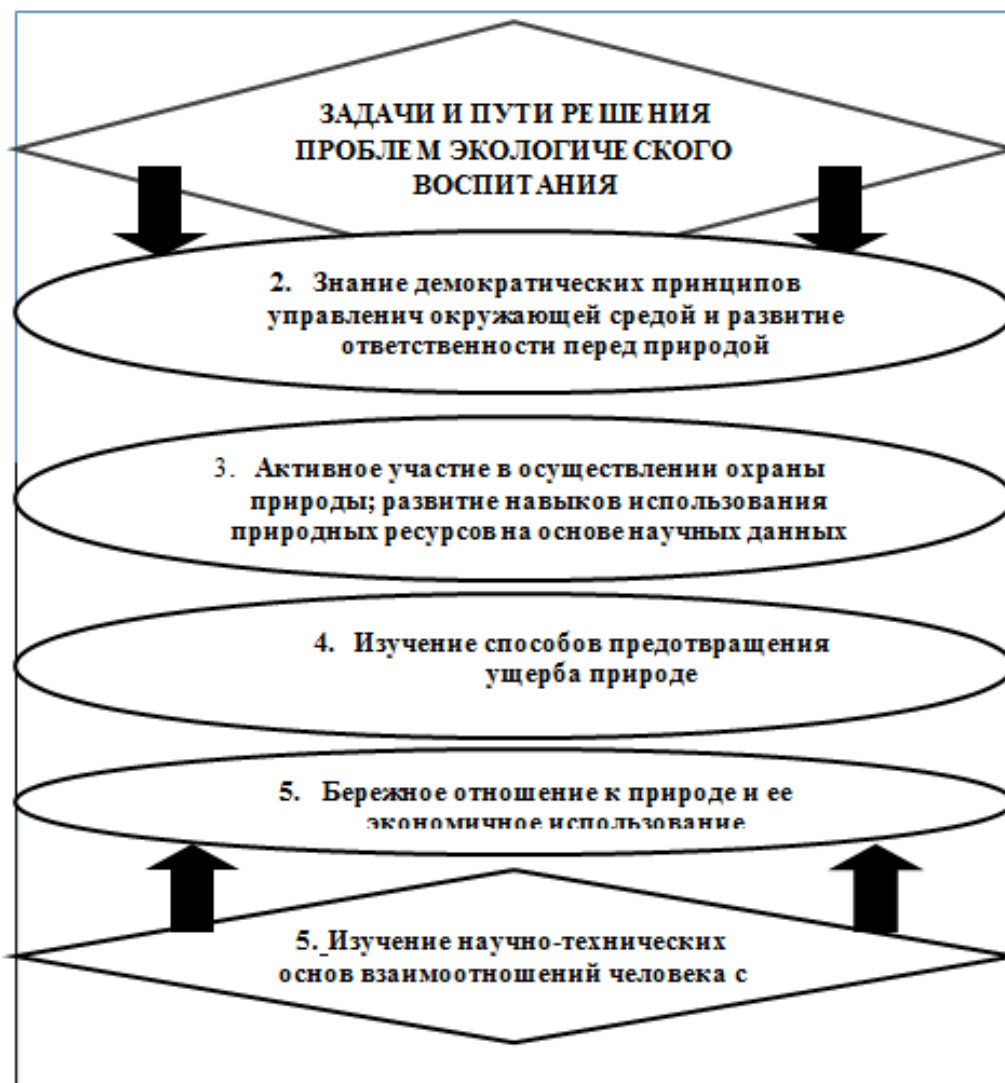 ЗАДАЧИ И ПУТИ РЕШЕНИЯ
ПРОБЛЕМ ЭКОЛОГИЧЕСКОГО
ВОСПИТАНИЯ
2. Знание демократических принципов
управленич окружающей средой и развитие
ответственности перед природой
3. Активное участие в осуществлении охраны
природы; развитие навыков использования
природных ресурсов на основе научных данных
4. Изучение способов предотвращения
ущерба природе
5. Бережное отношение к природе и ее
экономичное использование
5. Изучение научно-технических
основ взаимоотношений человека с